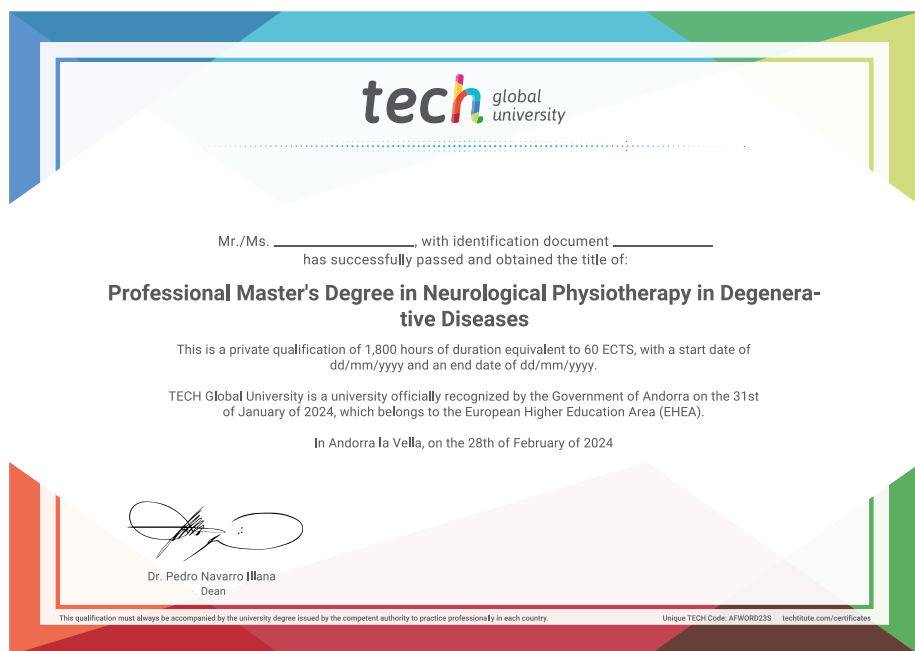 tech global
university
Mr./Ms. ____________________, with identification document ______________
has successfully passed and obtained the title of:
Professional Master's Degree in Neurological Physiotherapy in Degenera-
tive Diseases
This is a private qualification of 1,800 hours of duration equivalent to 60 ECTS, with a start date of
dd/mm/yyyy and an end date of dd/mm/yyyy.
TECH Global University is a university officially recognized by the Government of Andorra on the 31st
of January of 2024, which belongs to the European Higher Education Area (EHEA).
In Andorra la Vella, on the 28th of February of 2024
Dr. Pedro Navarro Illana
Dean
This qualification must always be accompanied by the university degree issued by the competent authority to practice professionally in each country.
Unique TECH Code: AFWORD23S techtitute.com/certificates